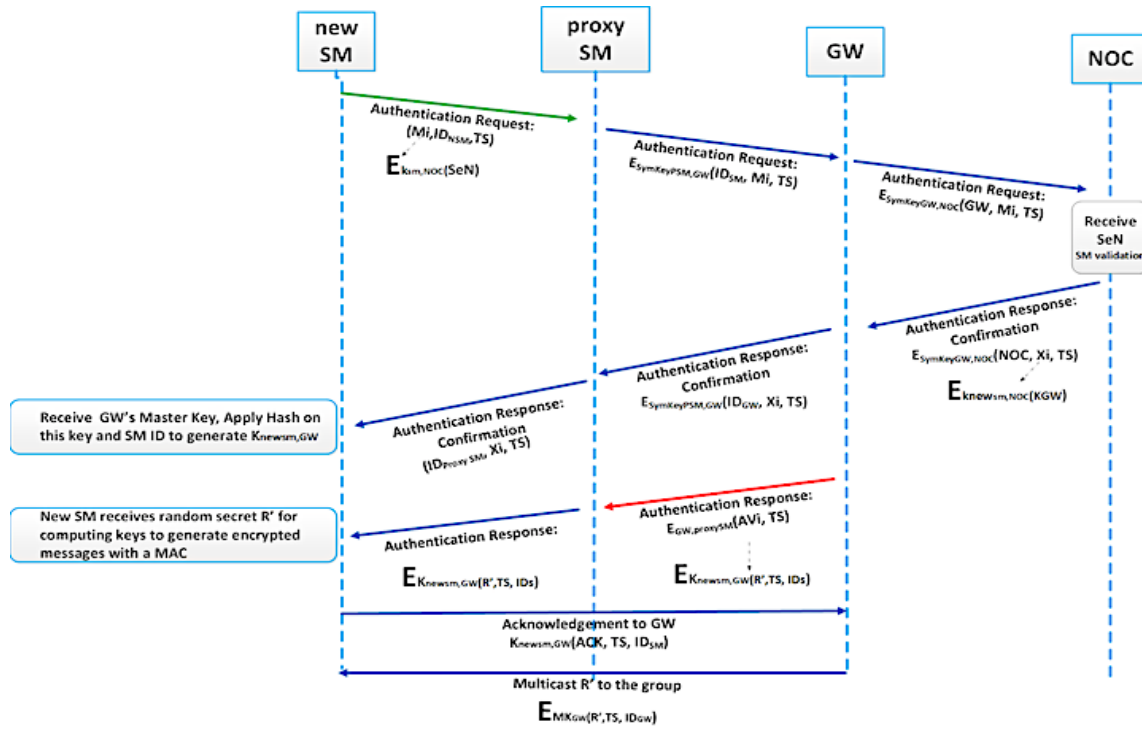 new
SM
proxy
SM
GW
NOC
Authentication Request:
(Mi,IDNSM,TS)
Eksm,NOC(SeN)
Authentication Request:
ESymKeyPSM,GW(IDSM, Mi, TS)
Authentication Request:
ESymKeyGW,NOC(GW, Mi, TS)
Receive
SeN
SM validation
Authentication Response:
Confirmation
ESymKeyGW,NOC(NOC, Xi, TS)
Eknewsm,NOC(KGW)
Authentication Response:
Confirmation
ESymKeyPSM,GW(IDGW, Xi, TS)
Authentication Response:
Confirmation
(IDProxy SM, Xi, TS)
Receive GW's Master Key, Apply Hash on
this key and SM ID to generate Knewsm,GW
Authentication Response:
EGW,proxySM(AVi, TS)
EKnewsm,GW(R',TS, IDs)
New SM receives random secret R' for
computing keys to generate encrypted
messages with a MAC
Authentication Response:
EKnewsm,GW(R',TS, IDs)
Acknowledgement to GW
Knewsm,GW(ACK, TS, IDSM)
Multicast R' to the group
EMKGW(R',TS, IDGW)